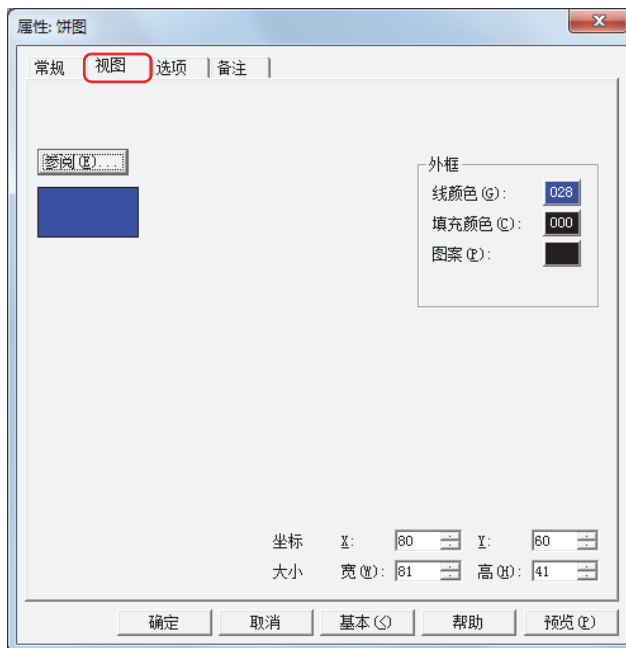 属性: 饼图
常规 视图 选项 备注
参阅(E)...
外框
线颜色(G): 028
填充颜色(C): 000
图案(P):
坐标 X: 80 Y: 60
大小 宽(W): 81 高(H): 41
确定 取消 基本(<) 帮助 预览(P)